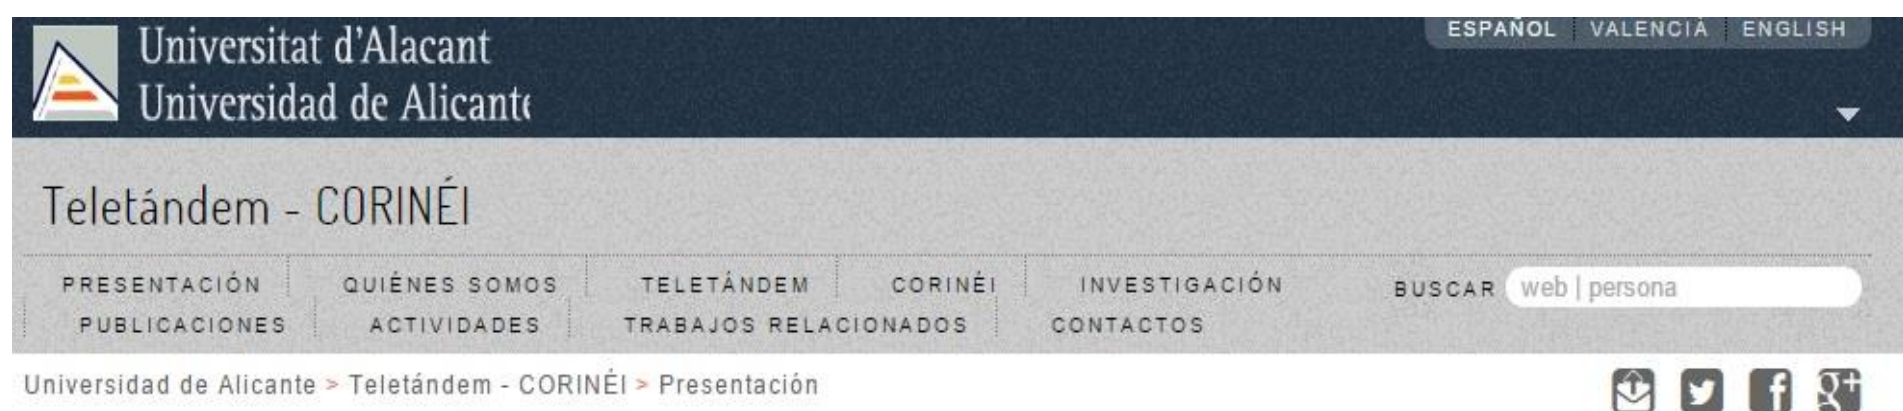 ESPAÑOL VALENCIÀ ENGLISH
Universitat d'Alacant
Universidad de Alicante
Teletándem - CORINÉI
PRESENTACIÓN QUIÉNES SOMOS TELETÁNDEM CORINÉI INVESTIGACIÓN BUSCAR web | persona
PUBLICACIONES ACTIVIDADES TRABAJOS RELACIONADOS CONTACTOS
Universidad de Alicante > Teletándem - CORINÉI > Presentación